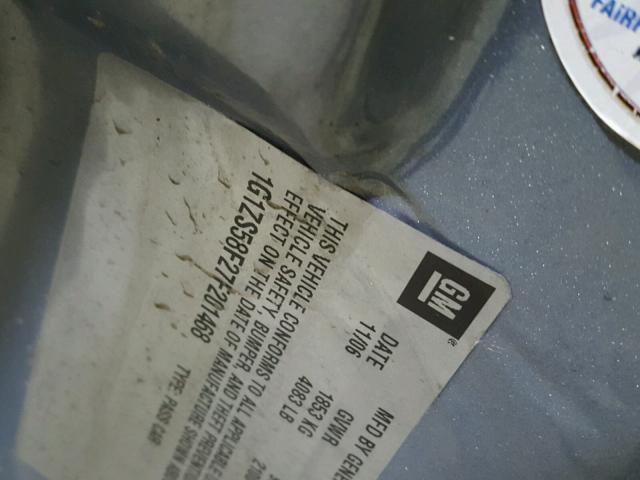 GM
DATE
11/06
MFD BY
GVWR
1853 KG
4083 LB
THIS VEHICLE CONFORMS TO ALL APPLICABLE
VEHICLE SAFETY, BUMPER, AND THEFT
EFFECT ON THE DATE OF MANUFACTURE SHOWN
1G1ZS58F27F201468
TYPE: PASS CAR